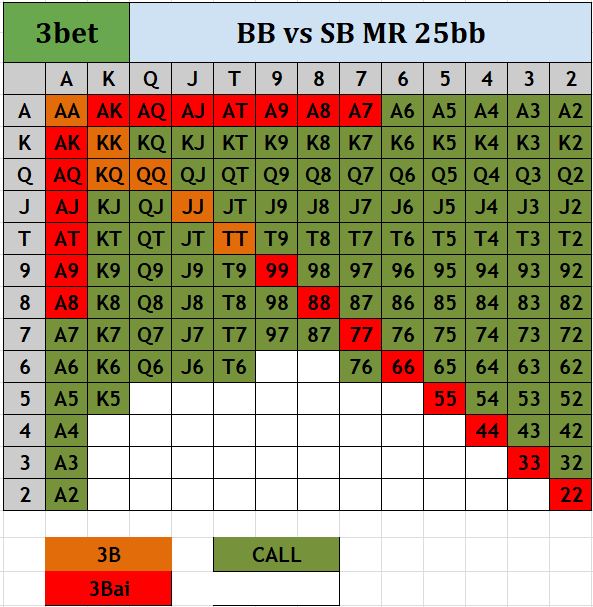 3bet BB vs SB MR 25bb
A K Q J T 9 8 7 6 5 4 3 2
A AA AK AQ AJ AT A9 A8 A7 A6 A5 A4 A3 A2
K AK KK KQ KJ KT K9 K8 K7 K6 K5 K4 K3 K2
Q AQ KQ QQ QJ QT Q9 Q8 Q7 Q6 Q5 Q4 Q3 Q2
J AJ KJ QJ JJ JT J9 J8 J7 J6 J5 J4 J3 J2
T AT KT QT JT TT T9 T8 T7 T6 T5 T4 T3 T2
9 A9 K9 Q9 J9 T9 99 98 97 96 95 94 93 92
8 A8 K8 Q8 J8 T8 98 88 87 86 85 84 83 82
7 A7 K7 Q7 J7 T7 97 87 77 76 75 74 73 72
6 A6 K6 Q6 J6 T6 76 66 65 64 63 62
5 A5 K5 55 54 53 52
4 A4 44 43 42
3 A3 33 32
2 A2 22
3B CALL
3Bai